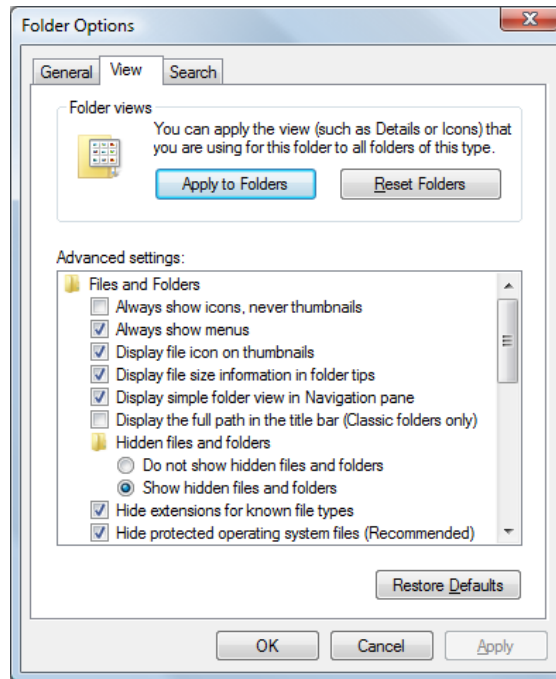 Folder Options
General View Search
Folder views
You can apply the view (such as Details or Icons) that
you are using for this folder to all folders of this type.
Apply to Folders Reset Folders
Advanced settings:
Files and Folders
Always show icons, never thumbnails
Always show menus
Display file icon on thumbnails
Display file size information in folder tips
Display simple folder view in Navigation pane
Display the full path in the title bar (Classic folders only)
Hidden files and folders
Do not show hidden files and folders
Show hidden files and folders
Hide extensions for known file types
Hide protected operating system files (Recommended)
Restore Defaults
OK Cancel Apply